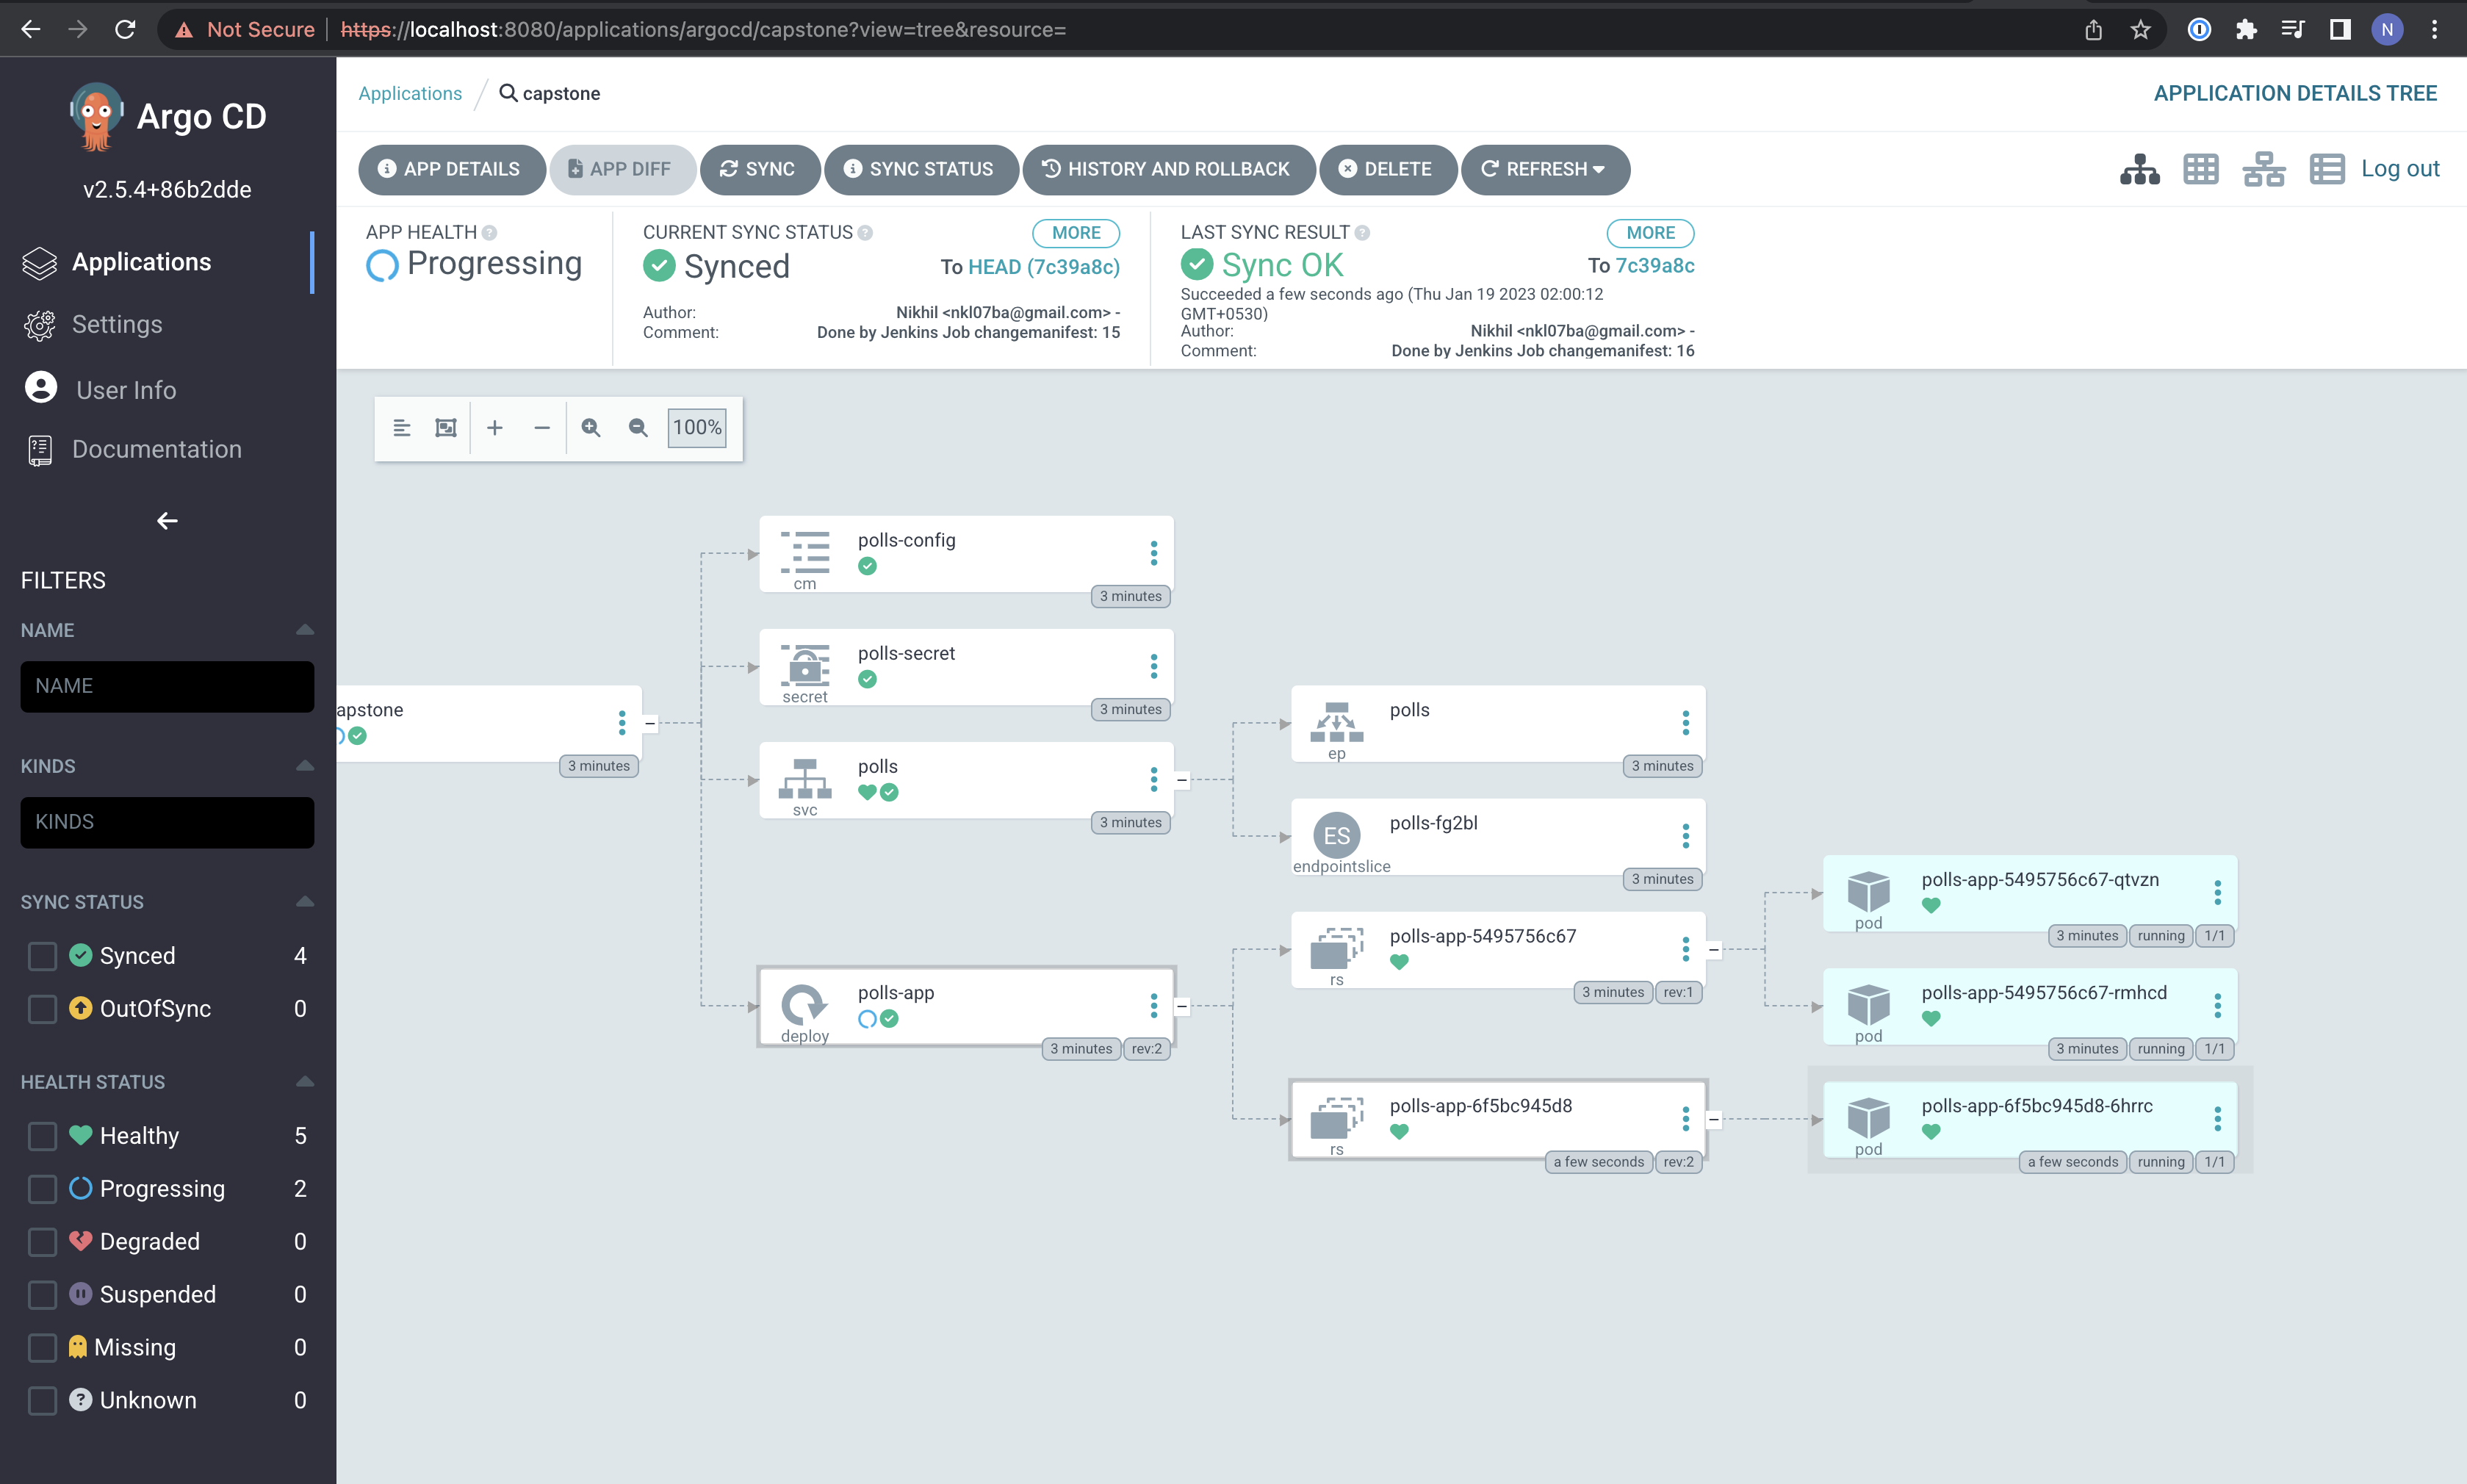 Not Secure https://localhost:8080/applications/argocd/capstone?view=tree&resource=
N
Argo CD
v2.5.4+86b2dde
Applications
Settings
User Info
Documentation
FILTERS
NAME
NAME
KINDS
KINDS
SYNC STATUS
Synced 4
OutOfSync 0
HEALTH STATUS
Healthy 5
Progressing 2
Degraded 0
Suspended 0
Missing 0
Unknown 0
Applications / capstone
APPLICATION DETAILS TREE
APP DETAILS APP DIFF SYNC SYNC STATUS HISTORY AND ROLLBACK DELETE REFRESH
Log out
APP HEALTH
Progressing
CURRENT SYNC STATUS MORE
Synced To HEAD (7c39a8c)
Author: Nikhil <nkl07ba@gmail.com> -
Comment: Done by Jenkins Job changemanifest: 15
LAST SYNC RESULT MORE
Sync OK To 7c39a8c
Succeeded a few seconds ago (Thu Jan 19 2023 02:00:12
GMT+0530)
Author: Nikhil <nkl07ba@gmail.com> -
Comment: Done by Jenkins Job changemanifest: 16
100%
apstone
3 minutes
polls-config
cm
3 minutes
polls-secret
secret
3 minutes
polls
svc
3 minutes
polls-app
deploy
3 minutes rev:2
polls
ep
3 minutes
ES
polls-fg2bl
endpointslice
3 minutes
polls-app-5495756c67
rs
3 minutes rev:1
polls-app-6f5bc945d8
rs
a few seconds rev:2
polls-app-5495756c67-qtvzn
pod
3 minutes running 1/1
polls-app-5495756c67-rmhcd
pod
3 minutes running 1/1
polls-app-6f5bc945d8-6hrrc
pod
a few seconds running 1/1